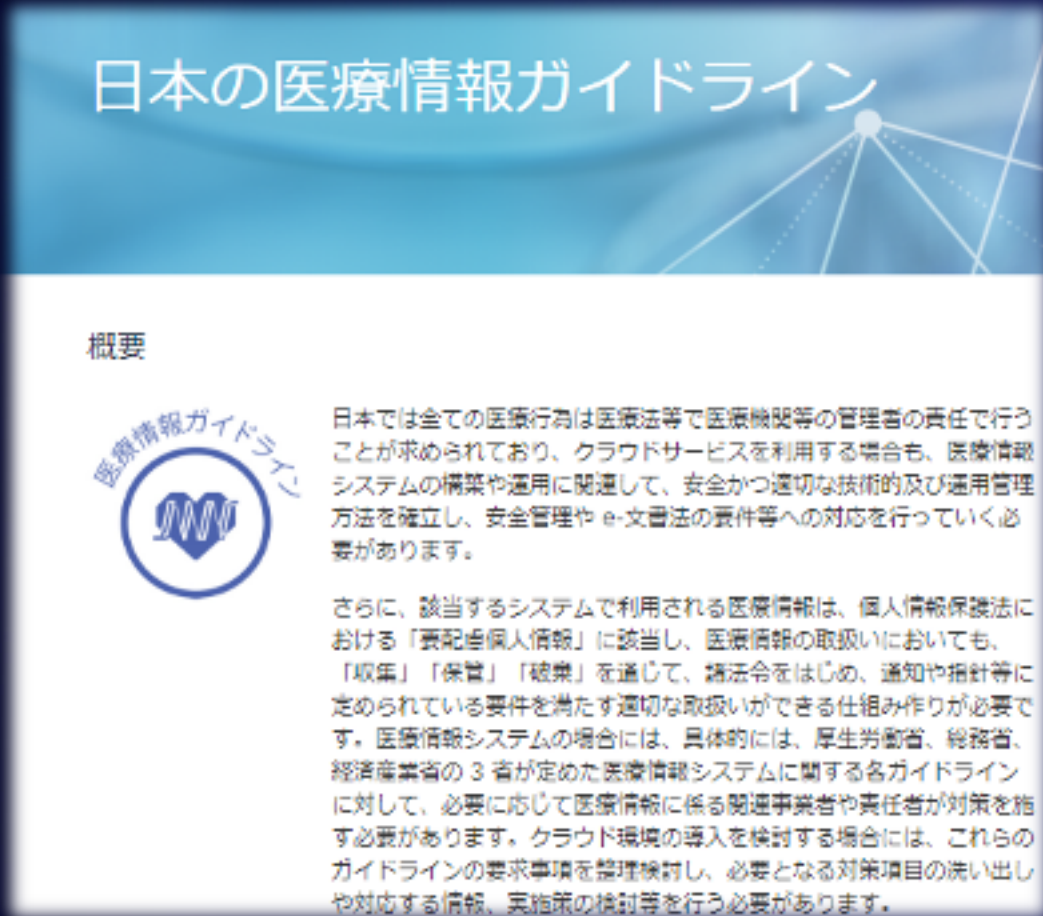 日本の医療情報ガイドライン
概要
医療情報ガイドライン
日本では全ての医療行為は医療法等で医療機関等の管理者の責任で行う
ことが求められており、クラウドサービスを利用する場合も、医療情報
システムの構築や運用に関連して、安全かつ適切な技術的及び運用管理
方法を確立し、安全管理や e-文書法の要件等への対応を行っていく必
要があります。
さらに、該当するシステムで利用される医療情報は、個人情報保護法に
おける「要配慮個人情報」に該当し、医療情報の取扱いにおいても、
「収集」「保管」「破棄」を通じて、諸法令をはじめ、通知や指針等に
定められている要件を満たす適切な取扱いができる仕組み作りが必要で
す。医療情報システムの場合には、具体的には、厚生労働省、総務省、
経済産業省の 3 省が定めた医療情報システムに関する各ガイドライン
に対して、必要に応じて医療情報に係る関連事業者や責任者が対策を施
す必要があります。クラウド環境の導入を検討する場合には、これらの
ガイドラインの要求事項を整理検討し、必要となる対策項目の洗い出し
や対応する情報、実施策の検討等を行う必要があります。